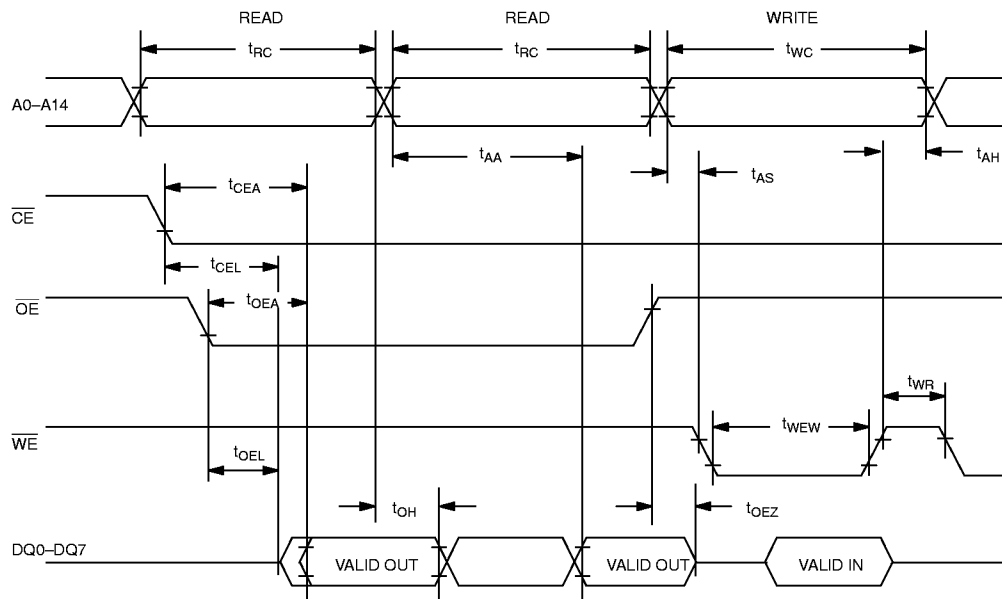 READ READ WRITE
tRC tRC tWC
A0–A14
tAA tAH
tCEA tAS
CE
tCEL
tOEA
OE
tWR
WE tWEW
tOEL
tOH tOEZ
DQ0–DQ7 VALID OUT VALID OUT VALID IN